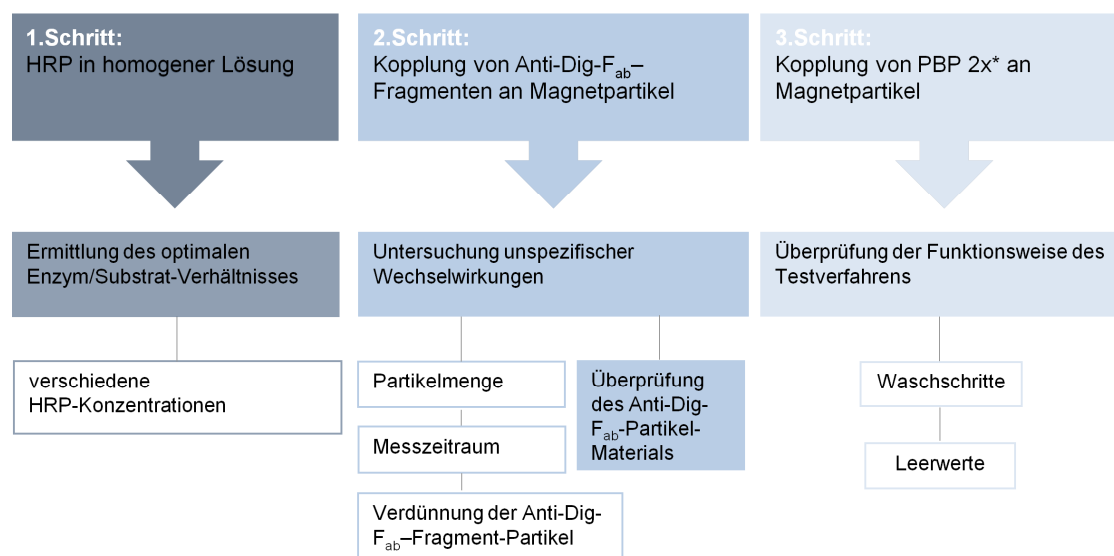 1.Schritt:
HRP in homogener Lösung
2.Schritt:
Kopplung von Anti-Dig-Fab–
Fragmenten an Magnetpartikel
3.Schritt:
Kopplung von PBP 2x* an
Magnetpartikel
Ermittlung des optimalen
Enzym/Substrat-Verhältnisses
Untersuchung unspezifischer
Wechselwirkungen
Überprüfung der Funktionsweise des
Testverfahrens
verschiedene
HRP-Konzentrationen
Partikelmenge
Messzeitraum
Verdünnung der Anti-Dig-
Fab–Fragment-Partikel
Überprüfung
des Anti-Dig-
Fab-Partikel-
Materials
Waschschritte
Leerwerte